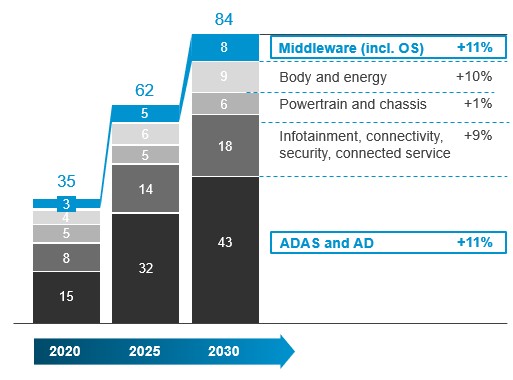 84
8
Middleware (incl. OS) +11%
9
Body and energy +10%
62
5
6
Powertrain and chassis +1%
6
5
18
Infotainment, connectivity, +9%
security, connected service
35
3
4
5
14
8
43
ADAS and AD +11%
32
15
2020 2025 2030